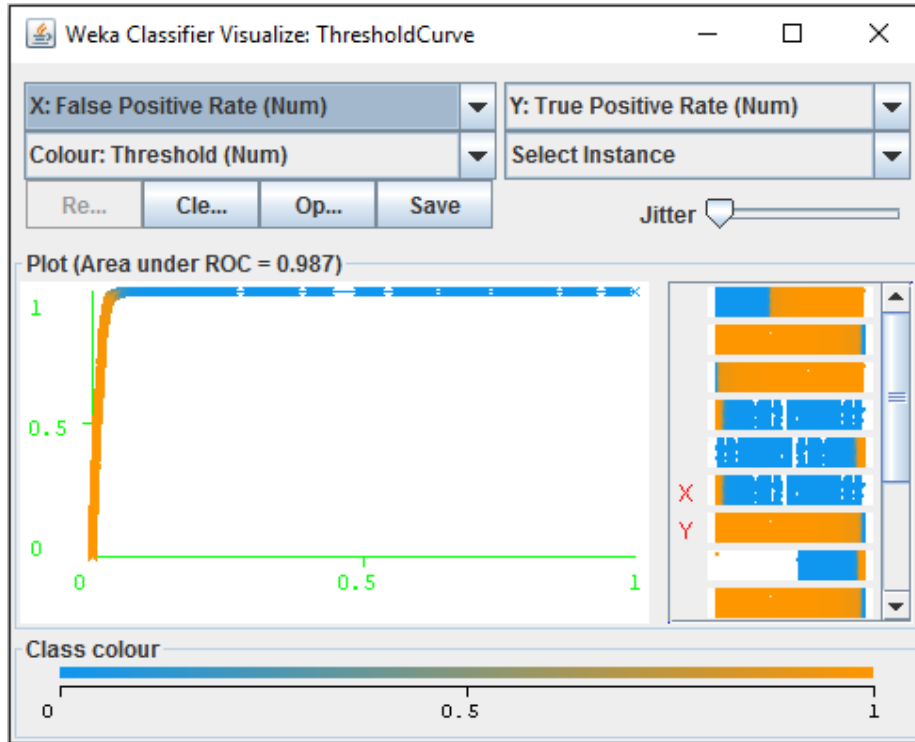 Weka Classifier Visualize: ThresholdCurve
X: False Positive Rate (Num)
Y: True Positive Rate (Num)
Colour: Threshold (Num)
Select Instance
Re...
Cle...
Op...
Save
Jitter
Plot (Area under ROC = 0.987)
1
0.5
0
0
0.5
1
X
Y
Class colour
0
0.5
1